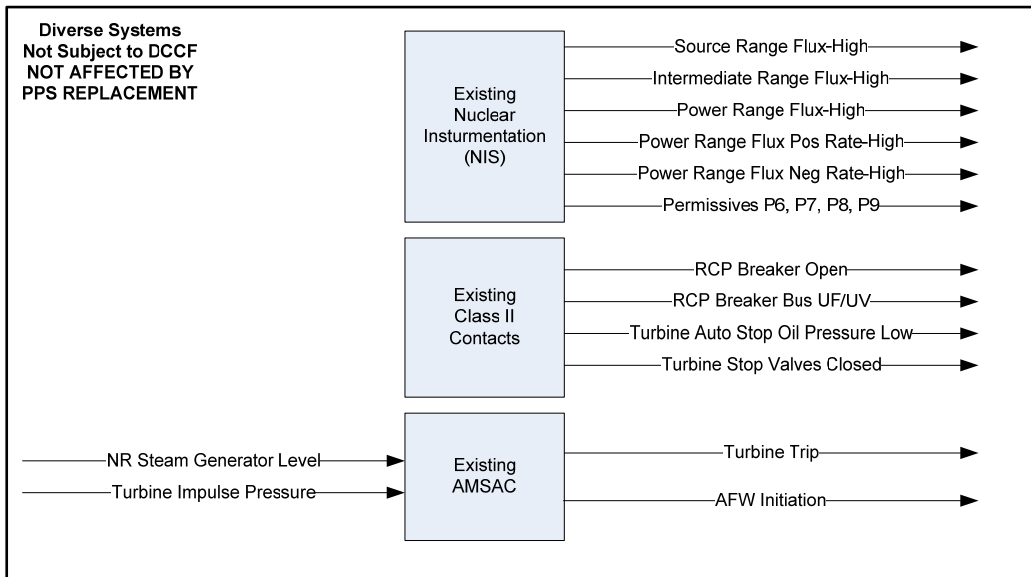 Diverse Systems
Not Subject to DCCF
NOT AFFECTED BY
PPS REPLACEMENT
Existing
Nuclear
Insturmentation
(NIS)
Source Range Flux-High
Intermediate Range Flux-High
Power Range Flux-High
Power Range Flux Pos Rate-High
Power Range Flux Neg Rate-High
Permissives P6, P7, P8, P9
Existing
Class II
Contacts
RCP Breaker Open
RCP Breaker Bus UF/UV
Turbine Auto Stop Oil Pressure Low
Turbine Stop Valves Closed
NR Steam Generator Level
Turbine Impulse Pressure
Existing
AMSAC
Turbine Trip
AFW Initiation